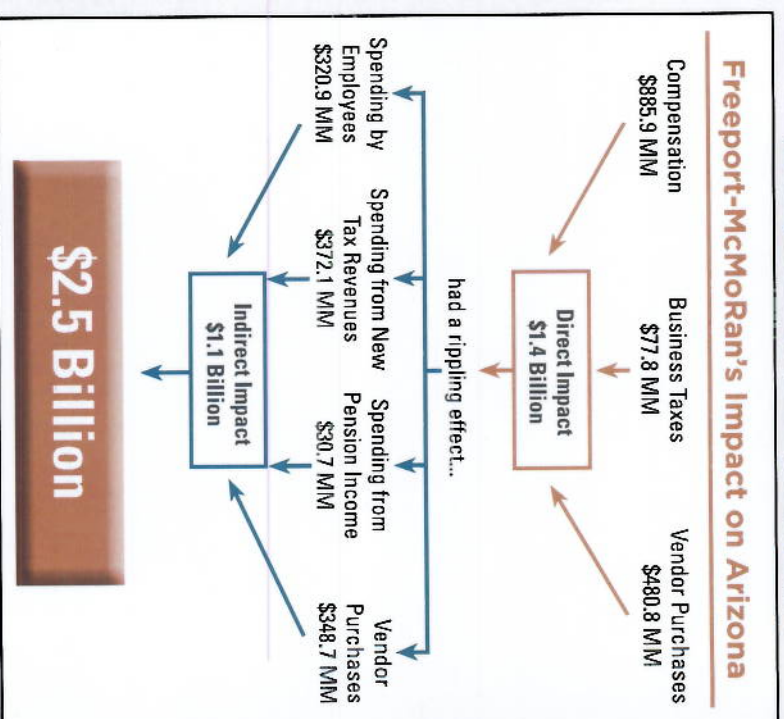 Freeport-McMoRan's Impact on Arizona
Compensation
$885.9 MM
Business Taxes
$77.8 MM
Vendor Purchases
$480.8 MM
Direct Impact
$1.4 Billion
had a rippling effect...
Spending by
Employees
$320.9 MM
Spending from New
Tax Revenues
$372.1 MM
Spending from
Pension Income
$30.7 MM
Vendor
Purchases
$348.7 MM
Indirect Impact
$1.1 Billion
$2.5 Billion